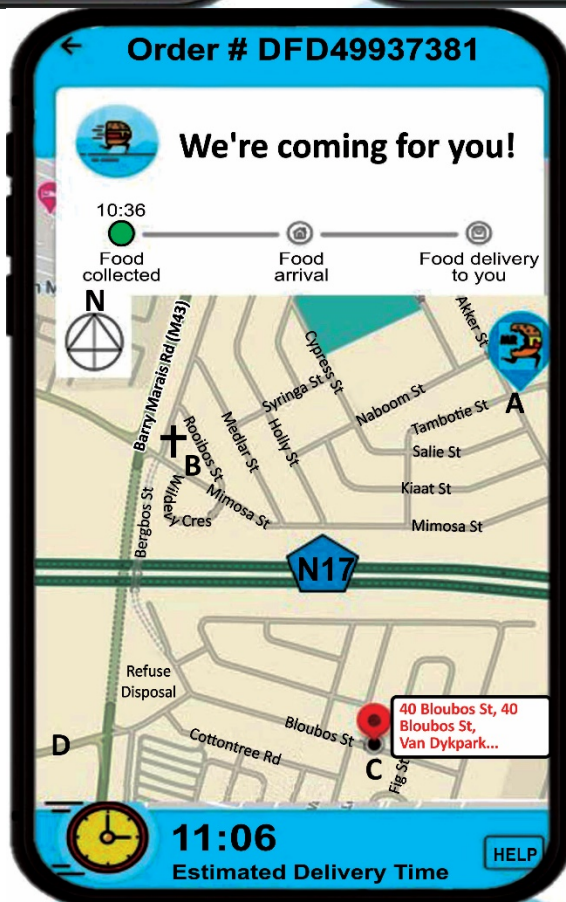 Order # DFD49937381
We're coming for you!
10:36
Food
collected
Food
arrival
Food delivery
to you
N
Barry Marais Rd (M43)
Akker St
Cypress St
Syringa St
Naboom St
A
Tambotie St
Medlar St
Holly St
Rooibos St
Salie St
B
Kiaat St
Mimosa St
Cres
Mimosa St
Bergbos St
N17
Refuse
Disposal
40 Bloubos St, 40
Bloubos St,
Van Dykpark...
Bloubos St
D
Cottontree Rd
C
Fig St
11:06
Estimated Delivery Time
HELP